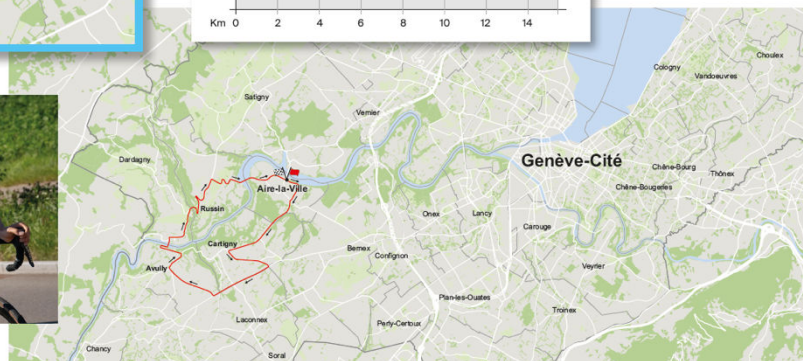 Km 0 2 4 6 8 10 12 14
Choulex
Cologny
Vandoeuvres
Satigny
Vernier
Dardagny
Genève-Cité
Chêne-Bourg
Thônex
Aire-la-Ville
Chêne-Bougeries
Russin
Onex
Lancy
Carouge
Cartigny
Bernex
Confignon
Avully
Veyrier
Plan-les-Ouates
Troinex
Laconnex
Perly-Certoux
Chancy
Soral